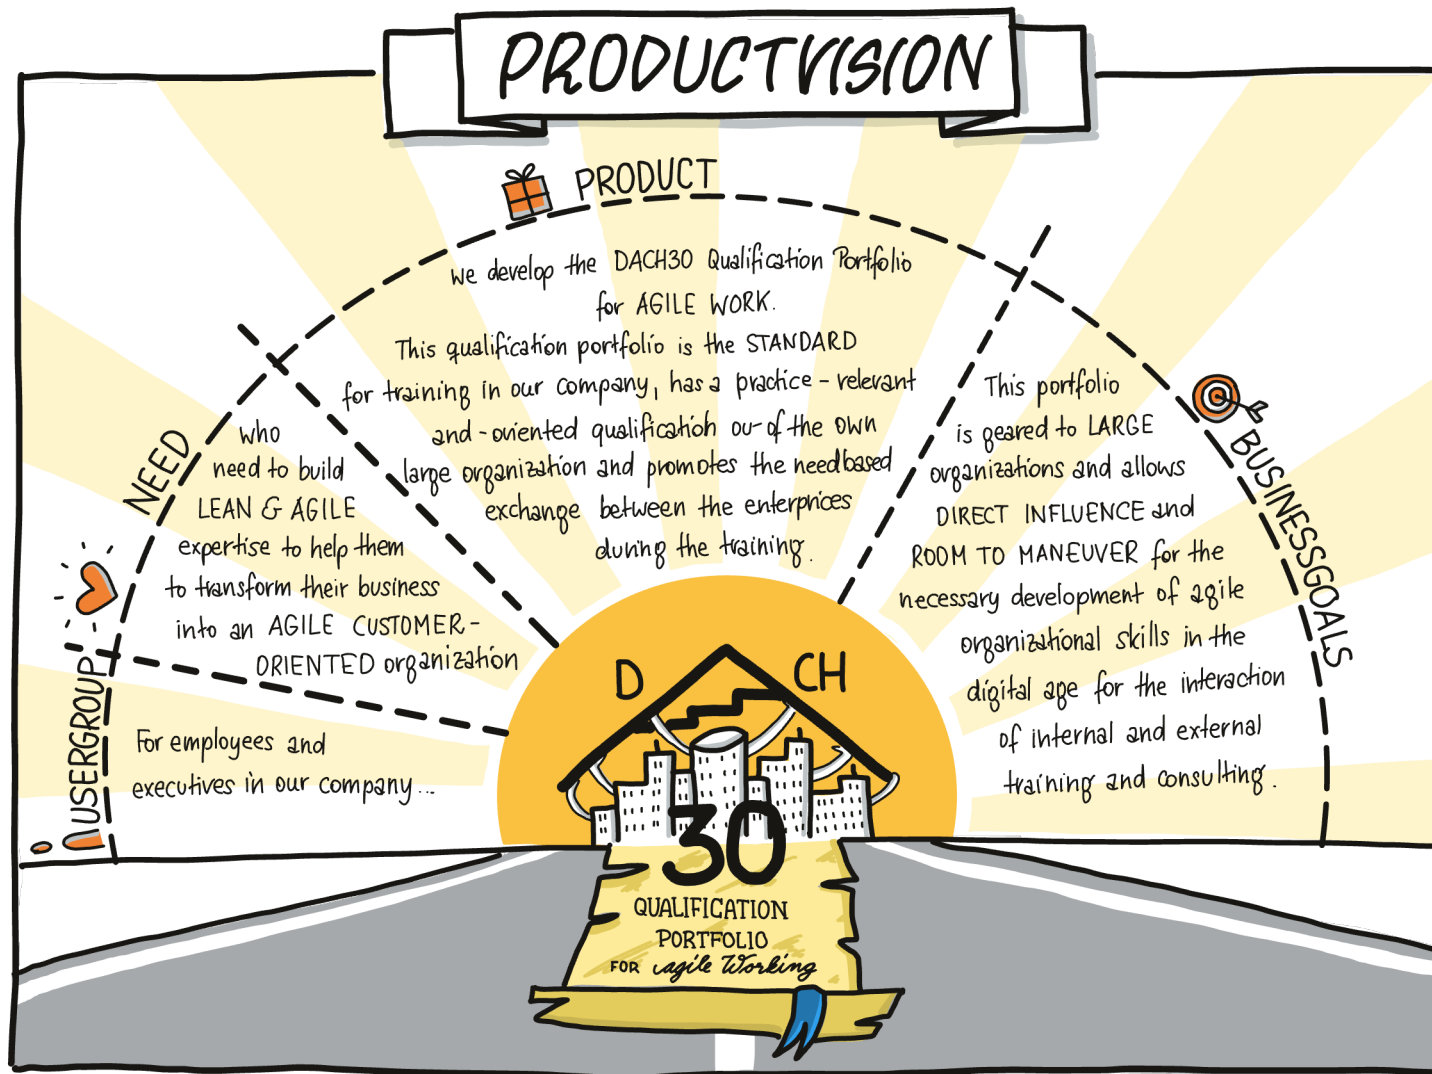 PRODUCTVISION
PRODUCT
we develop the DACH30 Qualification Portfolio
for AGILE WORK.
This qualification portfolio is the STANDARD
for training in our company, has a practice-relevant
and-oriented qualification ou-of the own
large organization and promotes the needbased
exchange between the enterprices
during the training.
NEED
who
need to build
LEAN & AGILE
expertise to help them
to transform their business
into an AGILE CUSTOMER-
ORIENTED organization
USERGROUP
For employees and
executives in our company...
BUSINESSGOALS
This portfolio
is geared to LARGE
organizations and allows
DIRECT INFLUENCE and
ROOM TO MANEUVER for the
necessary development of agile
organizational skills in the
digital age for the interaction
of internal and external
training and consulting.
D CH
30
QUALIFICATION
PORTFOLIO
FOR agile Working